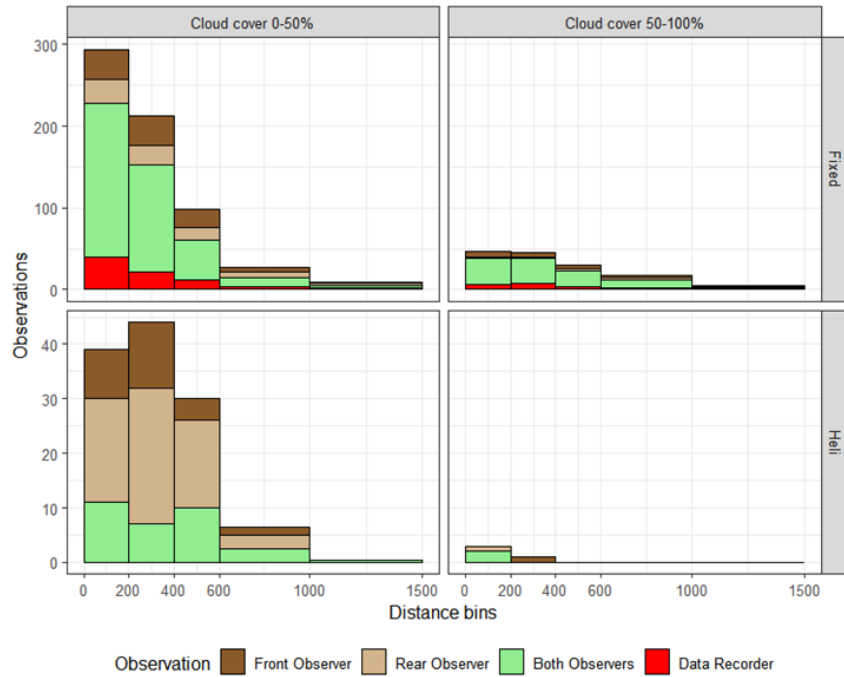 Cloud cover 0-50%
Cloud cover 50-100%
300
200
100
0
Fixed
Observations
40
30
20
10
0
Heli
0 200 400 600 1000 1500
0 200 400 600 1000 1500
Distance bins
Observation Front Observer Rear Observer Both Observers Data Recorder